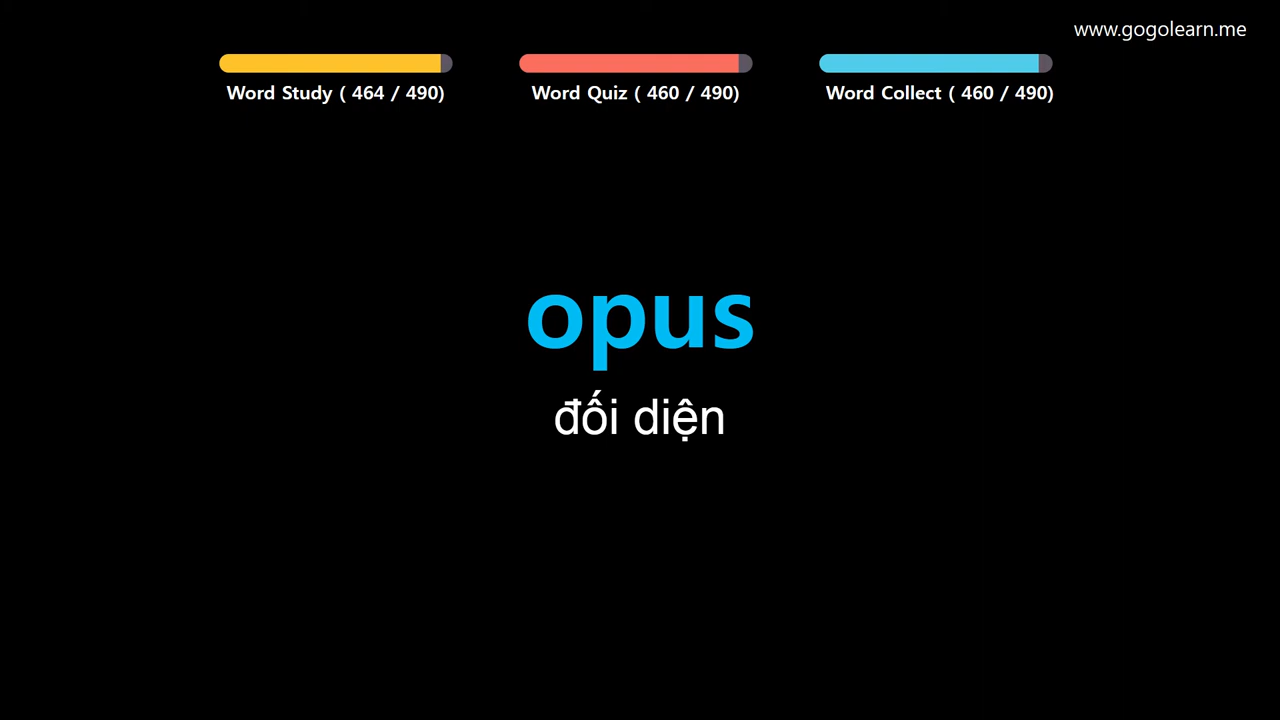 www.gogolearn.me
Word Study ( 464 / 490)
Word Quiz ( 460 / 490)
Word Collect ( 460 / 490)
opus
đối diện